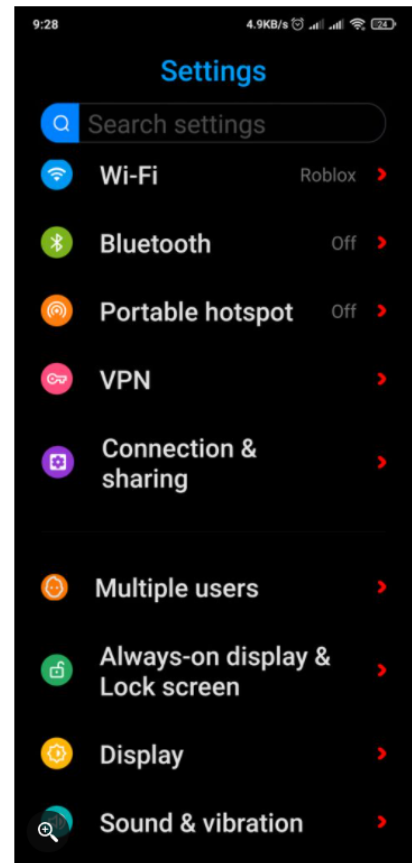 9:28 4.9KB/s 24
Settings
Search settings
Wi-Fi Roblox
Bluetooth Off
Portable hotspot Off
VPN
Connection &
sharing
Multiple users
Always-on display &
Lock screen
Display
Sound & vibration